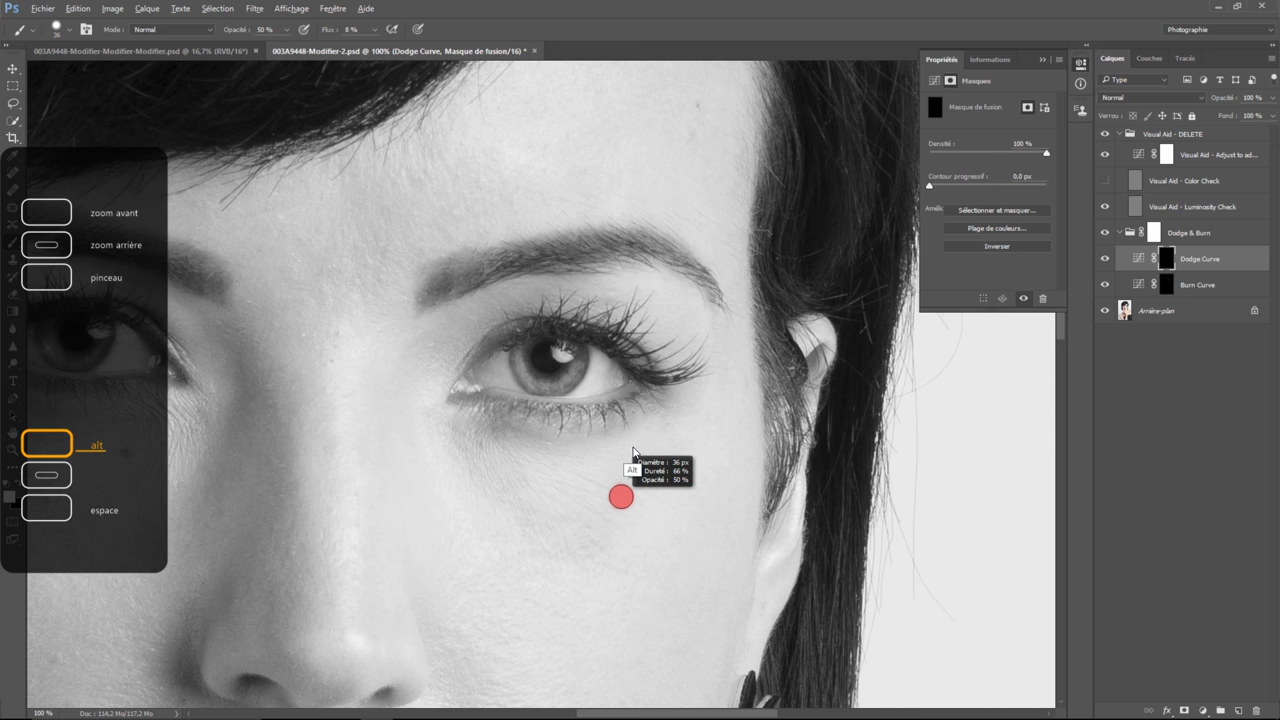 Ps Fichier Edition Image Calque Texte Sélection Filtre Affichage Fenêtre Aide
36 Mode : Normal Opacité : 50 % Flux : 8 % Photographie
003A9448-Modifier-Modifier-Modifier.psd @ 16,7% (RVB/16*) × 003A9448-Modifier-2.psd @ 100% (Dodge Curve, Masque de fusion/16) * ×
Propriétés Informations
Masques
Masque de fusion
Densité : 100 %
Contour progressif : 0,0 px
Amélio
Sélectionner et masquer...
Plage de couleurs...
Inverser
Calques Couches Tracés
Type
Normal Opacité : 100 %
Verrou : Fond : 100 %
Visual Aid - DELETE
Visual Aid - Adjust to ad...
Visual Aid - Color Check
Visual Aid - Luminosity Check
Dodge & Burn
Dodge Curve
Burn Curve
Arrière-plan
zoom avant
zoom arrière
pinceau
alt
espace
Diamètre : 36 px
Dureté : 66 %
Opacité : 50 %
Alt
100 % Doc : 114,2 Mo/117,2 Mo